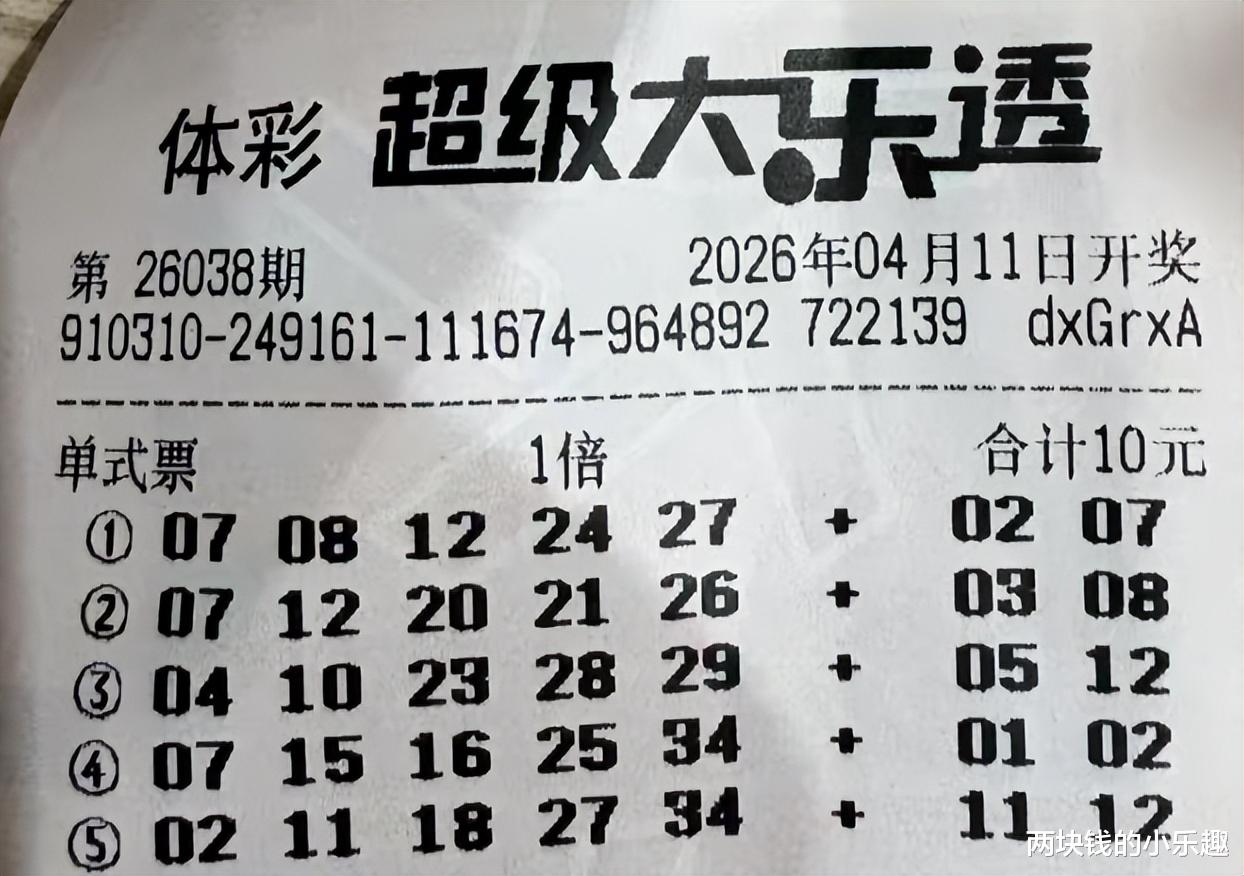 体彩 超级大乐透
第 26038期 2026年04月11日开奖
910310-249161-111674-964892 722139 dxGrxA
单式票 1倍 合计10元
① 07 08 12 24 27 + 02 07
② 07 12 20 21 26 + 03 08
③ 04 10 23 28 29 + 05 12
④ 07 15 16 25 34 + 01 02
⑤ 02 11 18 27 34 + 11 12
两块钱的小乐趣